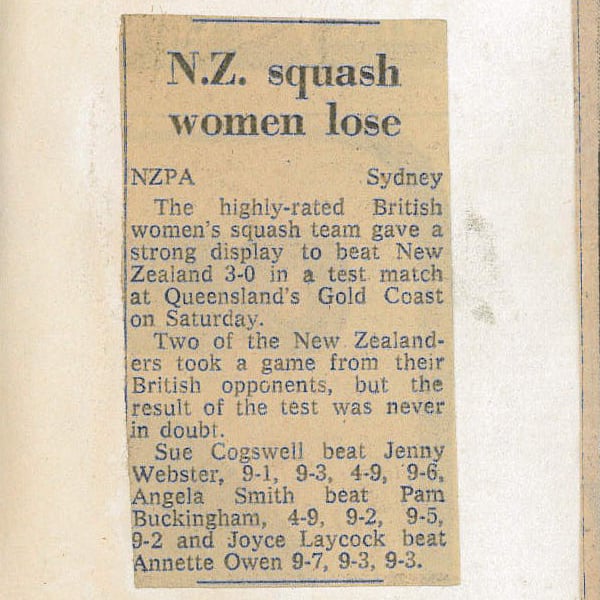 N.Z. squash
women lose
NZPA Sydney
The highly-rated British
women's squash team gave a
strong display to beat New
Zealand 3-0 in a test match
at Queensland's Gold Coast
on Saturday.
Two of the New Zealand-
ers took a game from their
British opponents, but the
result of the test was never
in doubt.
Sue Cogswell beat Jenny
Webster, 9-1, 9-3, 4-9, 9-6,
Angela Smith beat Pam
Buckingham, 4-9, 9-2, 9-5,
9-2 and Joyce Laycock beat
Annette Owen 9-7, 9-3, 9-3.